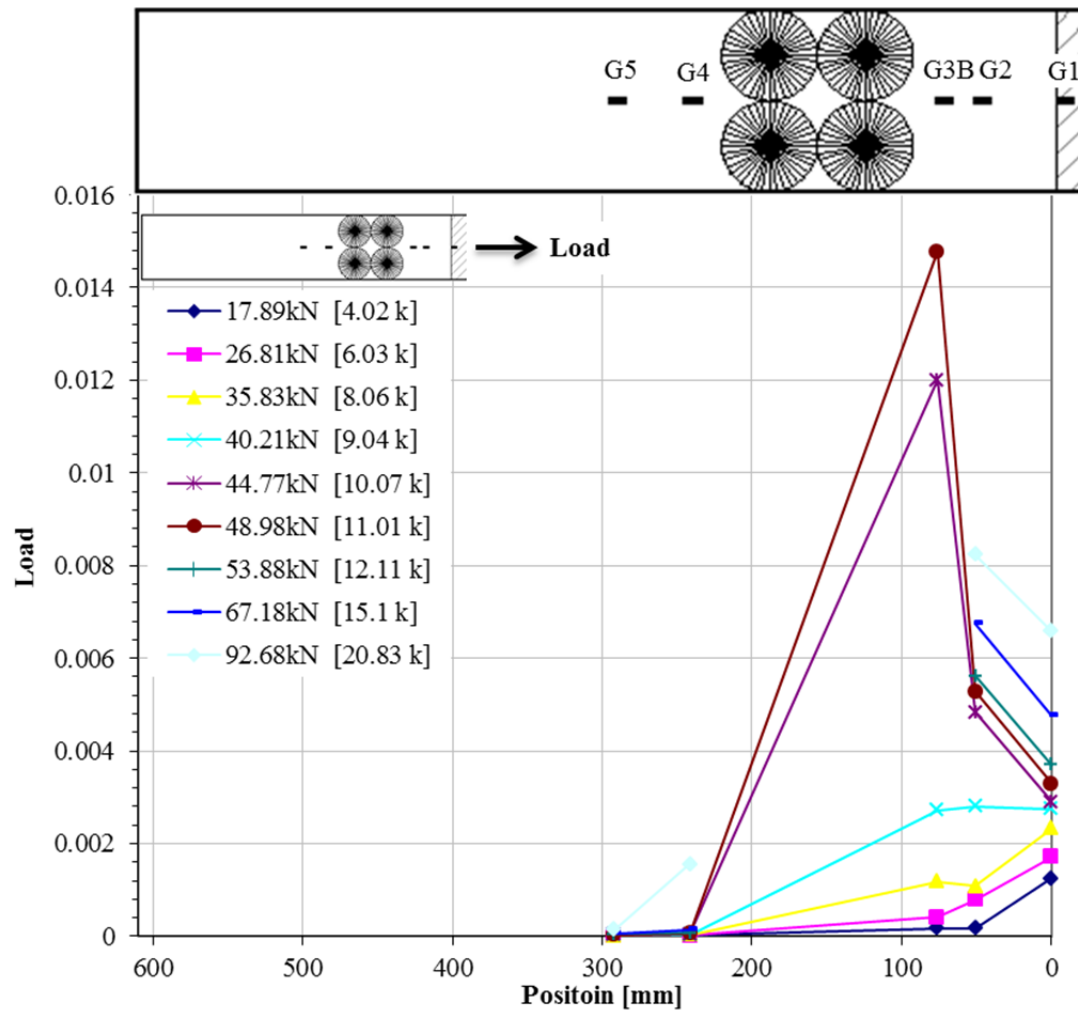 G5 G4 G3B G2 G1
0.016
Load
17.89kN [4.02 k]
26.81kN [6.03 k]
35.83kN [8.06 k]
40.21kN [9.04 k]
44.77kN [10.07 k]
48.98kN [11.01 k]
53.88kN [12.11 k]
67.18kN [15.1 k]
92.68kN [20.83 k]
0.014
0.012
0.01
0.008
0.006
0.004
0.002
0
Load
600 500 400 300 200 100 0
Positoin [mm]